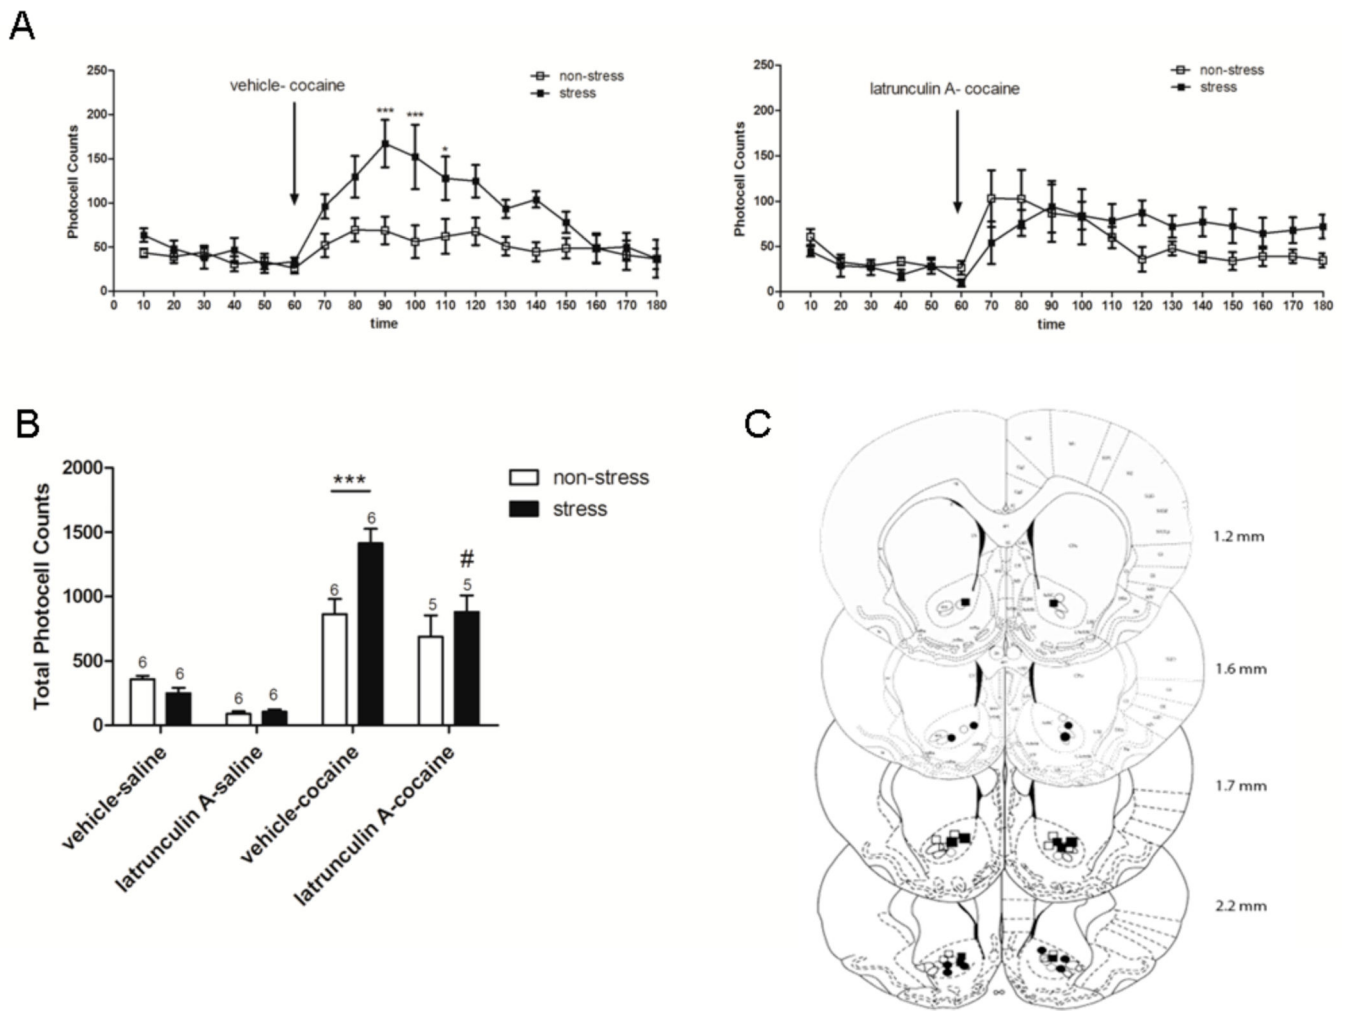 A
vehicle- cocaine
non-stress
stress
Photocell Counts
250
200
150
100
50
0
*** *** *
0 10 20 30 40 50 60 70 80 90 100 110 120 130 140 150 160 170 180
time
latrunculin A- cocaine
non-stress
stress
Photocell Counts
250
200
150
100
50
0
0 10 20 30 40 50 60 70 80 90 100 110 120 130 140 150 160 170 180
time
B
Total Photocell Counts
2000
1500
1000
500
0
non-stress
stress
***
#
6 6 6 6 6 6 5 5
vehicle-saline
latrunculin A-saline
vehicle-cocaine
latrunculin A-cocaine
C
1.2 mm
1.6 mm
1.7 mm
2.2 mm